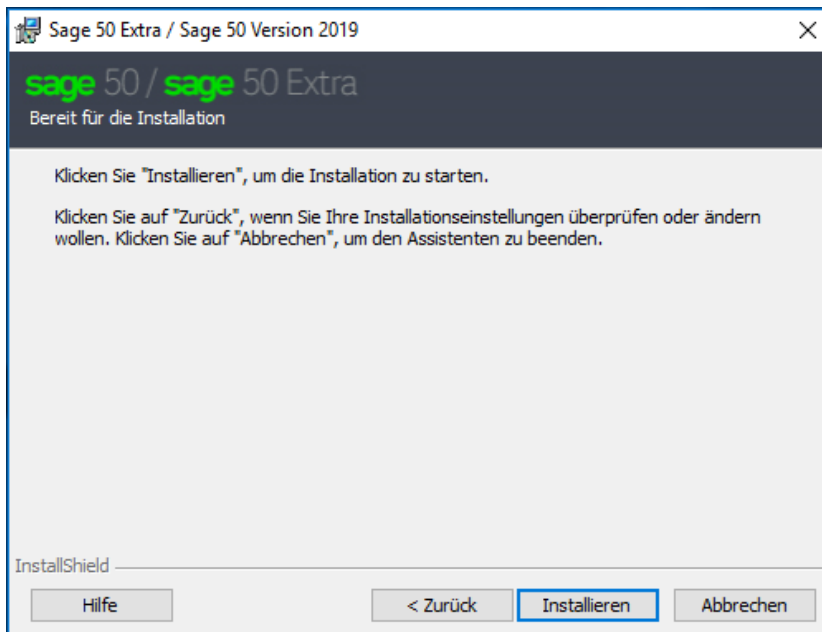 Sage 50 Extra / Sage 50 Version 2019
sage 50 / sage 50 Extra
Bereit für die Installation
Klicken Sie "Installieren", um die Installation zu starten.
Klicken Sie auf "Zurück", wenn Sie Ihre Installationseinstellungen überprüfen oder ändern
wollen. Klicken Sie auf "Abbrechen", um den Assistenten zu beenden.
InstallShield
Hilfe
< Zurück
Installieren
Abbrechen